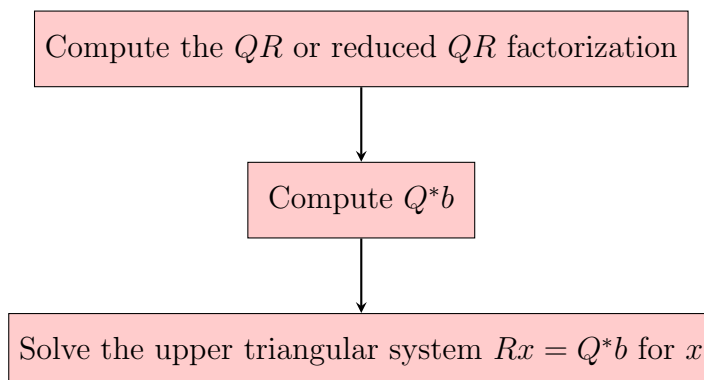 Compute the QR or reduced QR factorization
Compute Q*b
Solve the upper triangular system Rx = Q*b for x